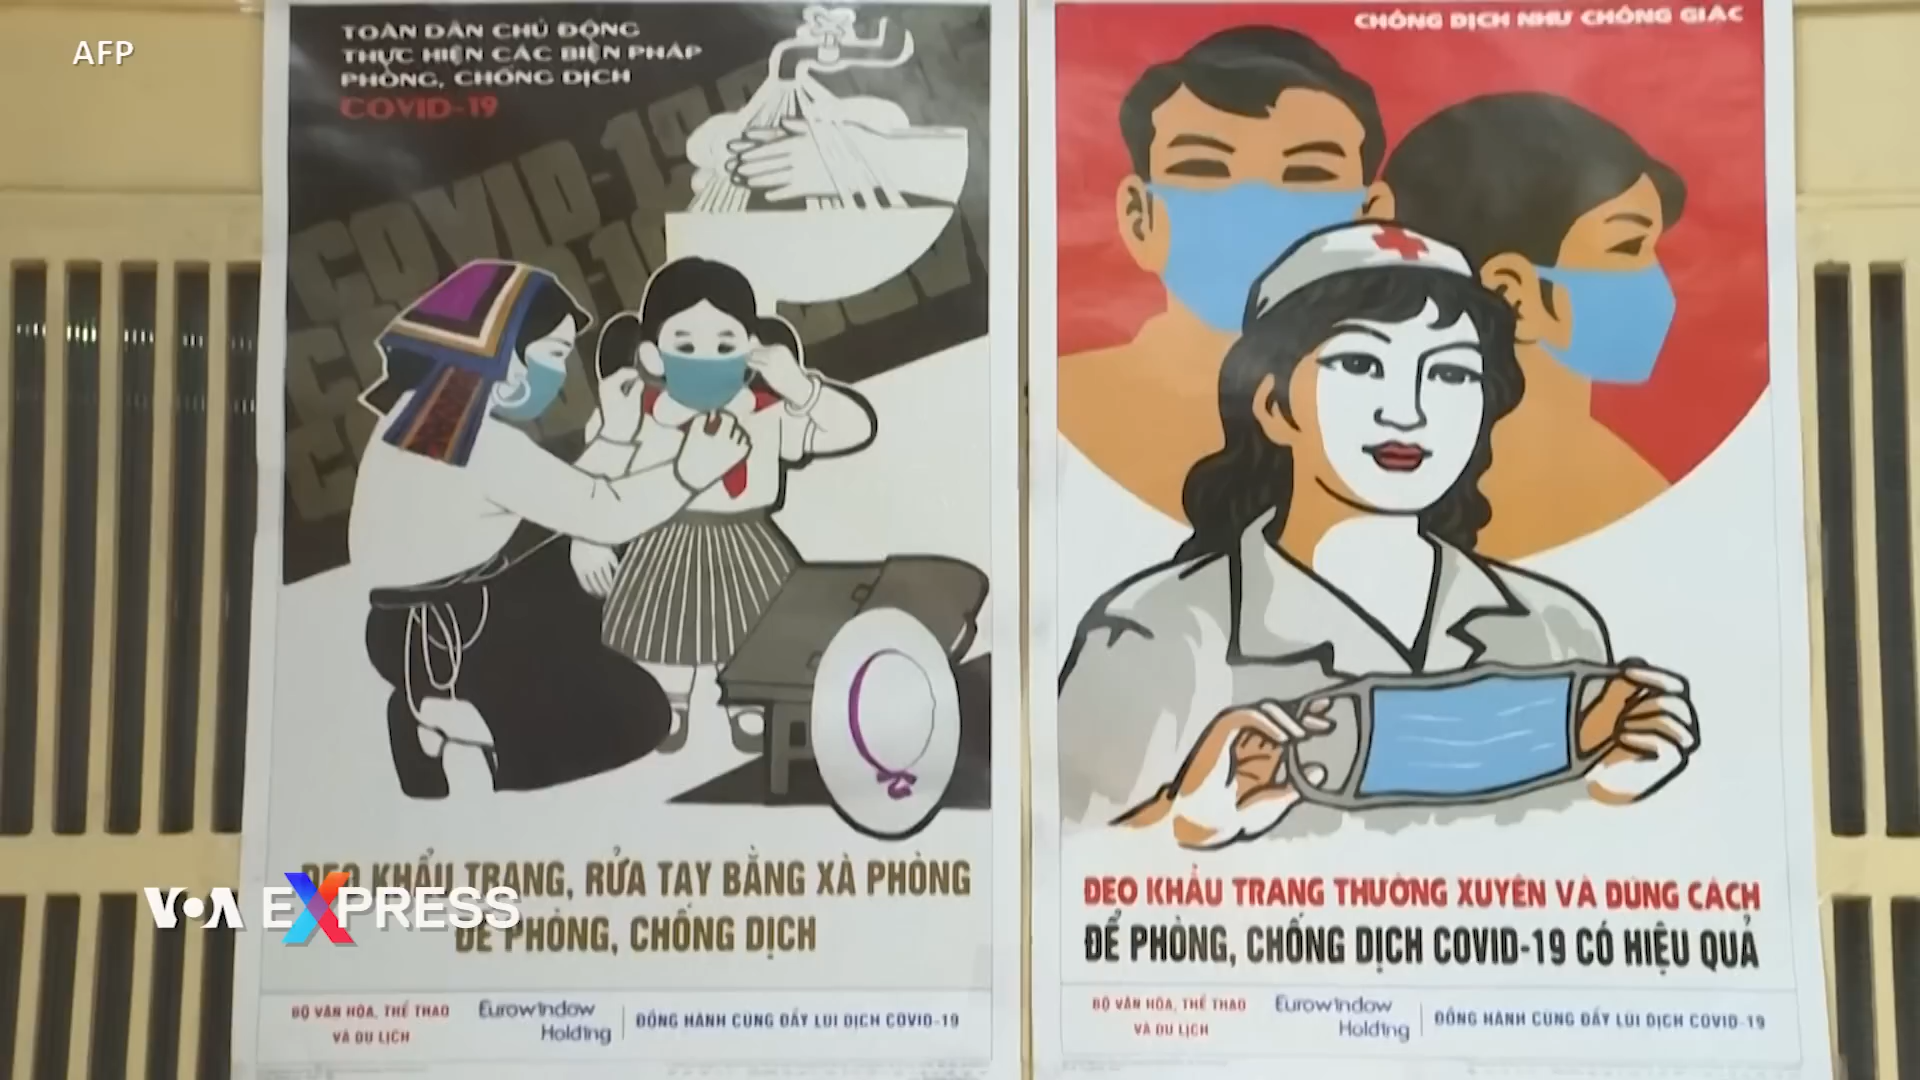 AFP
TOÀN DÂN CHỦ ĐỘNG
THỰC HIỆN CÁC BIỆN PHÁP
PHÒNG, CHỐNG DỊCH
COVID-19
COVID-19
ĐEO KHẨU TRANG, RỬA TAY BẰNG XÀ PHÒNG
ĐỂ PHÒNG, CHỐNG DỊCH
VOA EXPRESS
BỘ VĂN HÓA, THỂ THAO
VÀ DU LỊCH
Eurowindow
Holding
ĐỒNG HÀNH CÙNG ĐẨY LÙI DỊCH COVID-19
CHỐNG DỊCH NHƯ CHỐNG GIẶC
ĐEO KHẨU TRANG THƯỜNG XUYÊN VÀ ĐÚNG CÁCH
ĐỂ PHÒNG, CHỐNG DỊCH COVID-19 CÓ HIỆU QUẢ
BỘ VĂN HÓA, THỂ THAO
VÀ DU LỊCH
Eurowindow
Holding
ĐỒNG HÀNH CÙNG ĐẨY LÙI DỊCH COVID-19